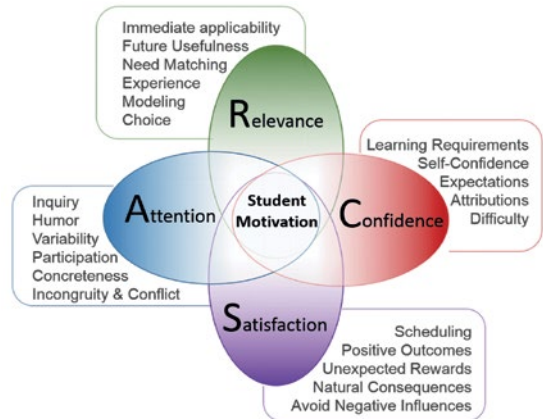 Immediate applicability
Future Usefulness
Need Matching
Experience
Modeling
Choice
Relevance
Learning Requirements
Self-Confidence
Expectations
Attributions
Difficulty
Inquiry
Humor
Variability
Participation
Concreteness
Incongruity & Conflict
Attention
Student
Motivation
Confidence
Satisfaction
Scheduling
Positive Outcomes
Unexpected Rewards
Natural Consequences
Avoid Negative Influences